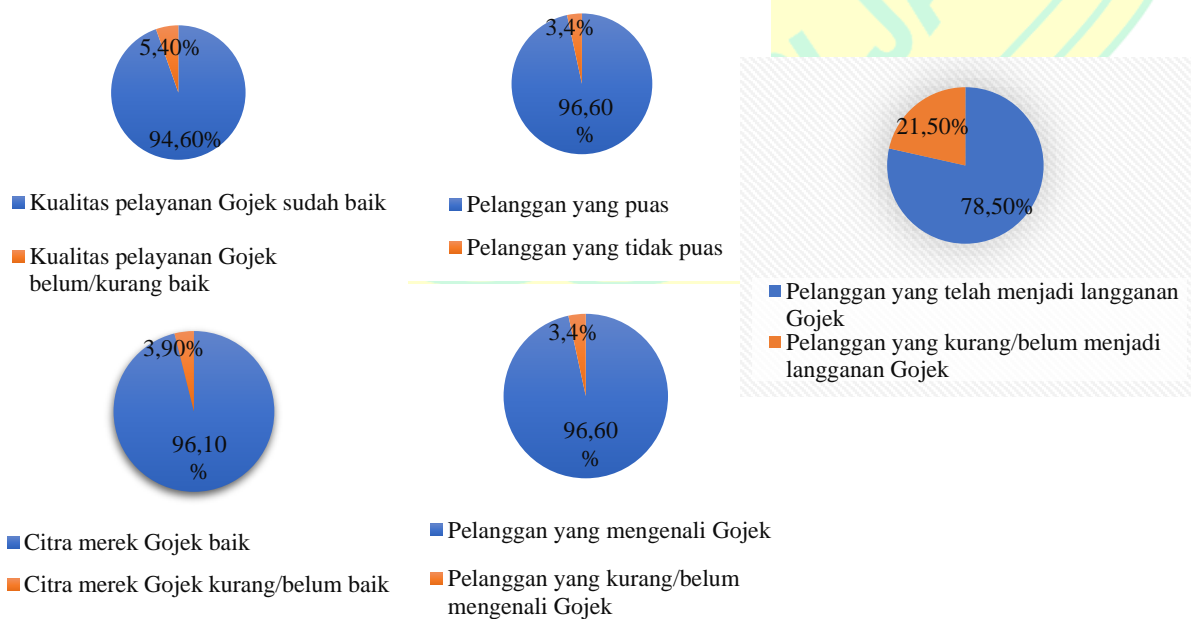 5,40%
94,60%
Kualitas pelayanan Gojek sudah baik
Kualitas pelayanan Gojek
belum/kurang baik
3,4%
96,60
%
Pelanggan yang puas
Pelanggan yang tidak puas
21,50%
78,50%
Pelanggan yang telah menjadi langganan
Gojek
Pelanggan yang kurang/belum menjadi
langganan Gojek
3,90%
96,10
%
Citra merek Gojek baik
Citra merek Gojek kurang/belum baik
3,4%
96,60
%
Pelanggan yang mengenali Gojek
Pelanggan yang kurang/belum
mengenali Gojek